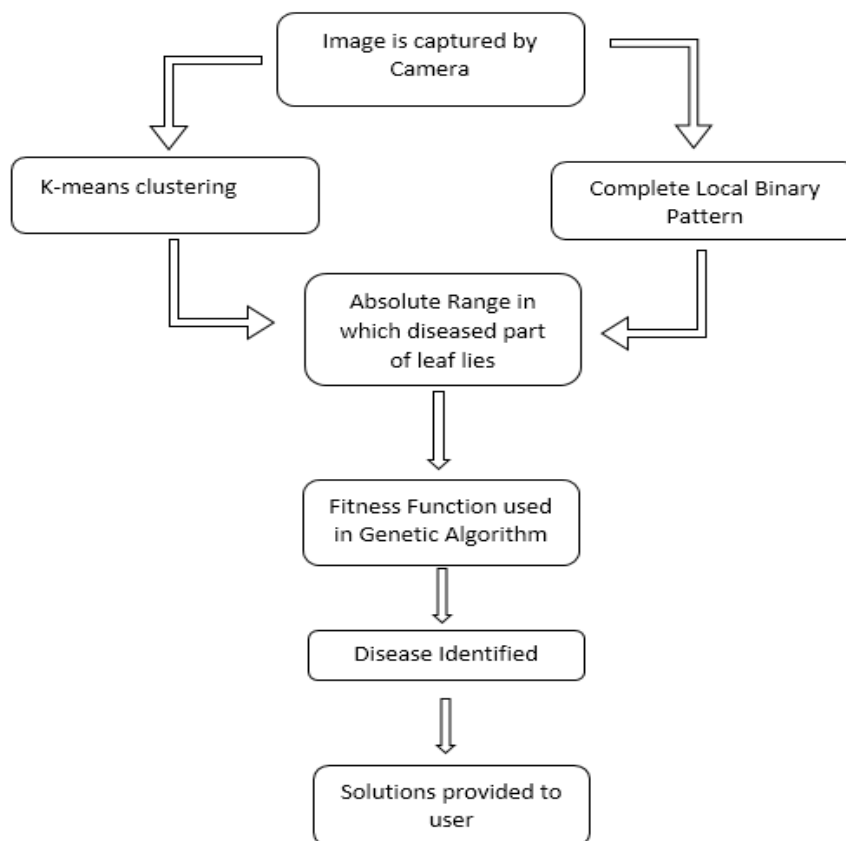 Image is captured by
Camera
K-means clustering
Complete Local Binary
Pattern
Absolute Range in
which diseased part
of leaf lies
Fitness Function used
in Genetic Algorithm
Disease Identified
Solutions provided to
user